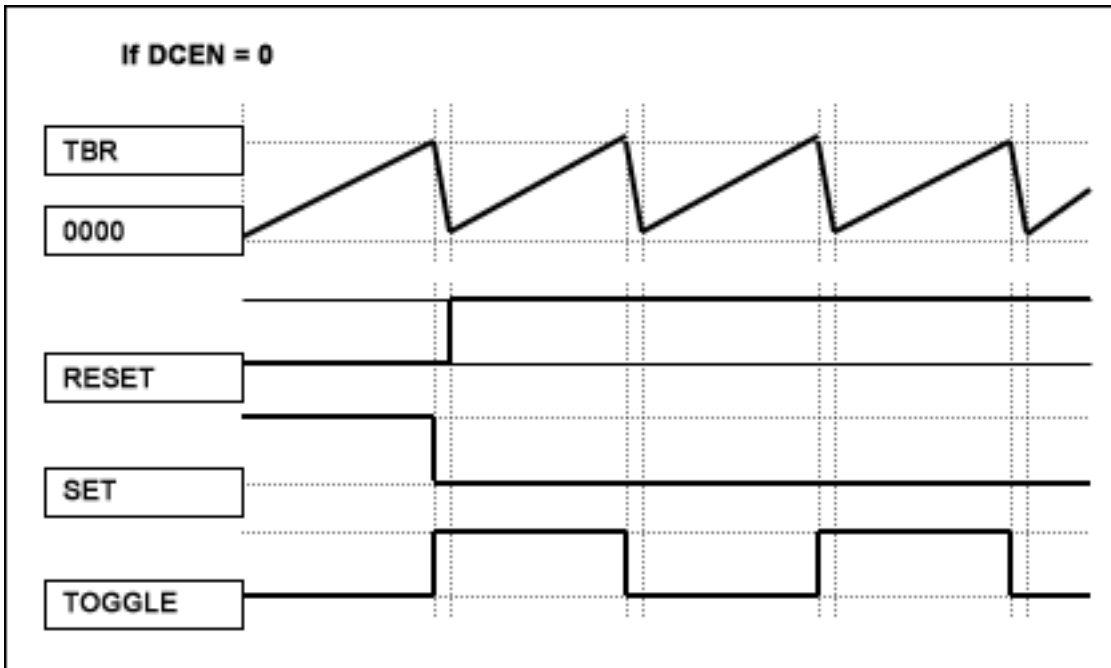 If DCEN = 0
TBR
0000
RESET
SET
TOGGLE